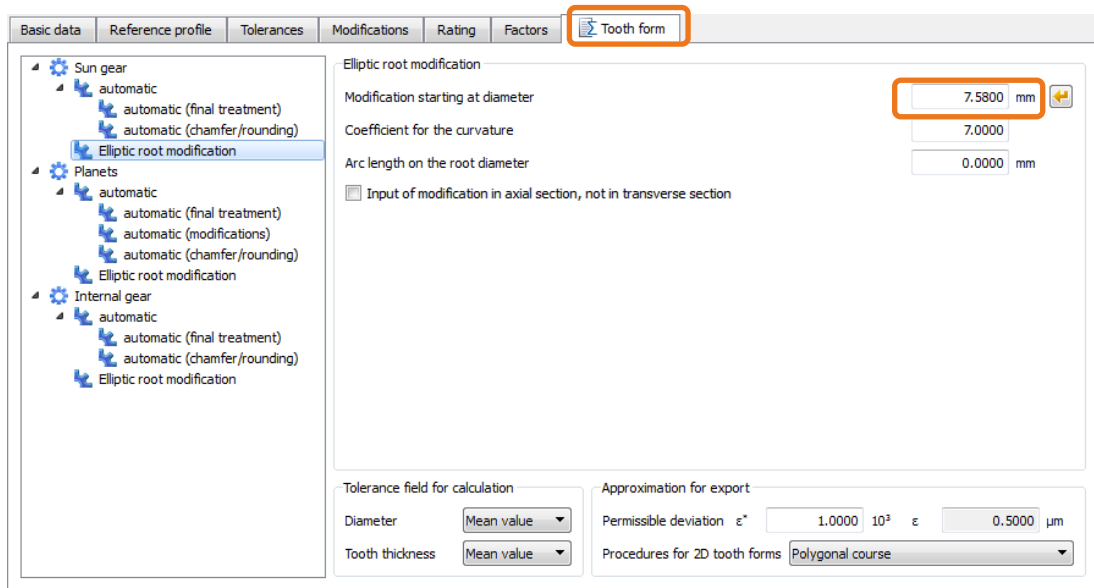 Basic data Reference profile Tolerances Modifications Rating Factors Tooth form
Sun gear
automatic
automatic (final treatment)
automatic (chamfer/rounding)
Elliptic root modification
Planets
automatic
automatic (final treatment)
automatic (modifications)
automatic (chamfer/rounding)
Elliptic root modification
Internal gear
automatic
automatic (final treatment)
automatic (chamfer/rounding)
Elliptic root modification
Elliptic root modification
Modification starting at diameter 7.5800 mm
Coefficient for the curvature 7.0000
Arc length on the root diameter 0.0000 mm
Input of modification in axial section, not in transverse section
Tolerance field for calculation
Diameter Mean value
Tooth thickness Mean value
Approximation for export
Permissible deviation ε* 1.0000 10³ ε 0.5000 µm
Procedures for 2D tooth forms Polygonal course